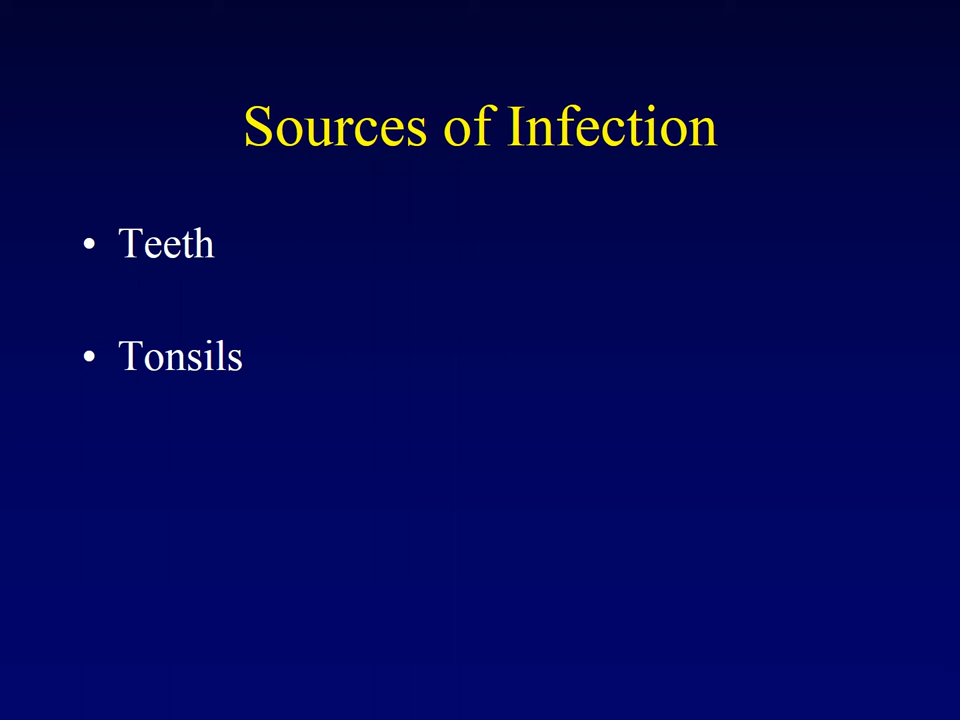 Sources of Infection
• Teeth
• Tonsils